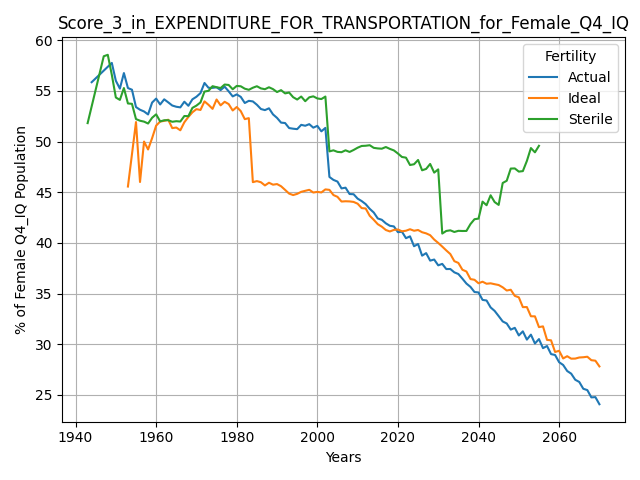 Score_3_in_EXPENDITURE_FOR_TRANSPORTATION_for_Female_Q4_IQ
Fertility
Actual
Ideal
Sterile
% of Female Q4_IQ Population
60
55
50
45
40
35
30
25
1940
1960
1980
2000
2020
2040
2060
Years